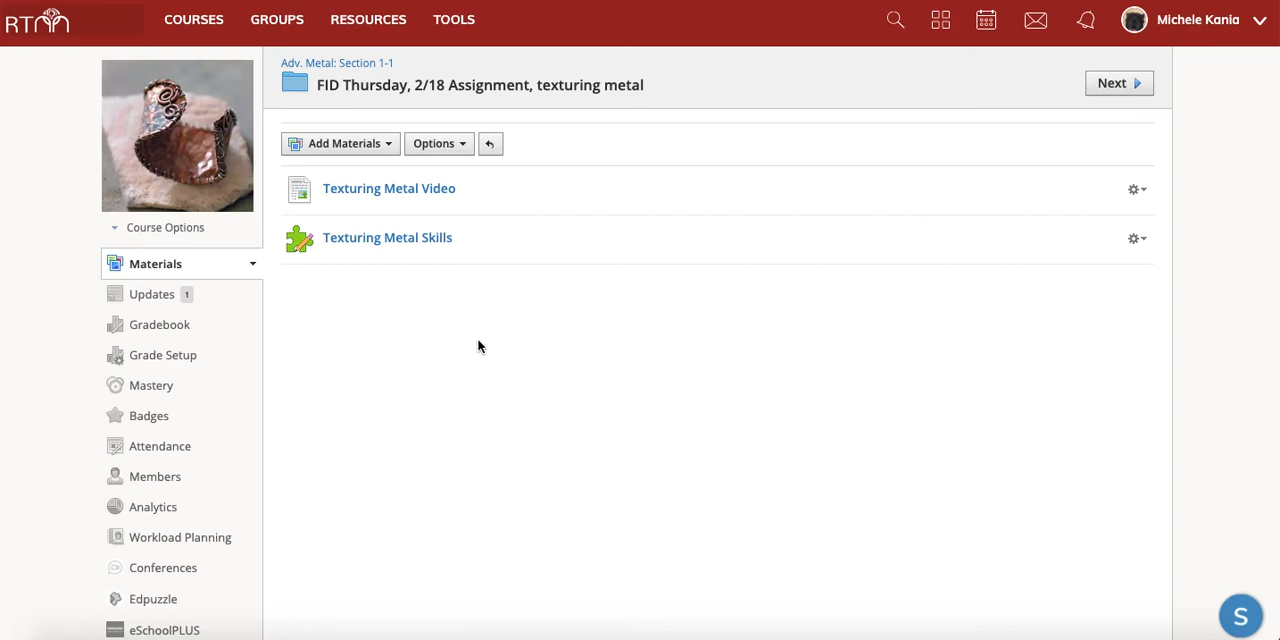 RTMM
COURSES
GROUPS
RESOURCES
TOOLS
Michele Kania
Adv. Metal: Section 1-1
FID Thursday, 2/18 Assignment, texturing metal
Next
Add Materials
Options
Texturing Metal Video
Texturing Metal Skills
Course Options
Materials
Updates 1
Gradebook
Grade Setup
Mastery
Badges
Attendance
Members
Analytics
Workload Planning
Conferences
Edpuzzle
eSchoolPLUS
S